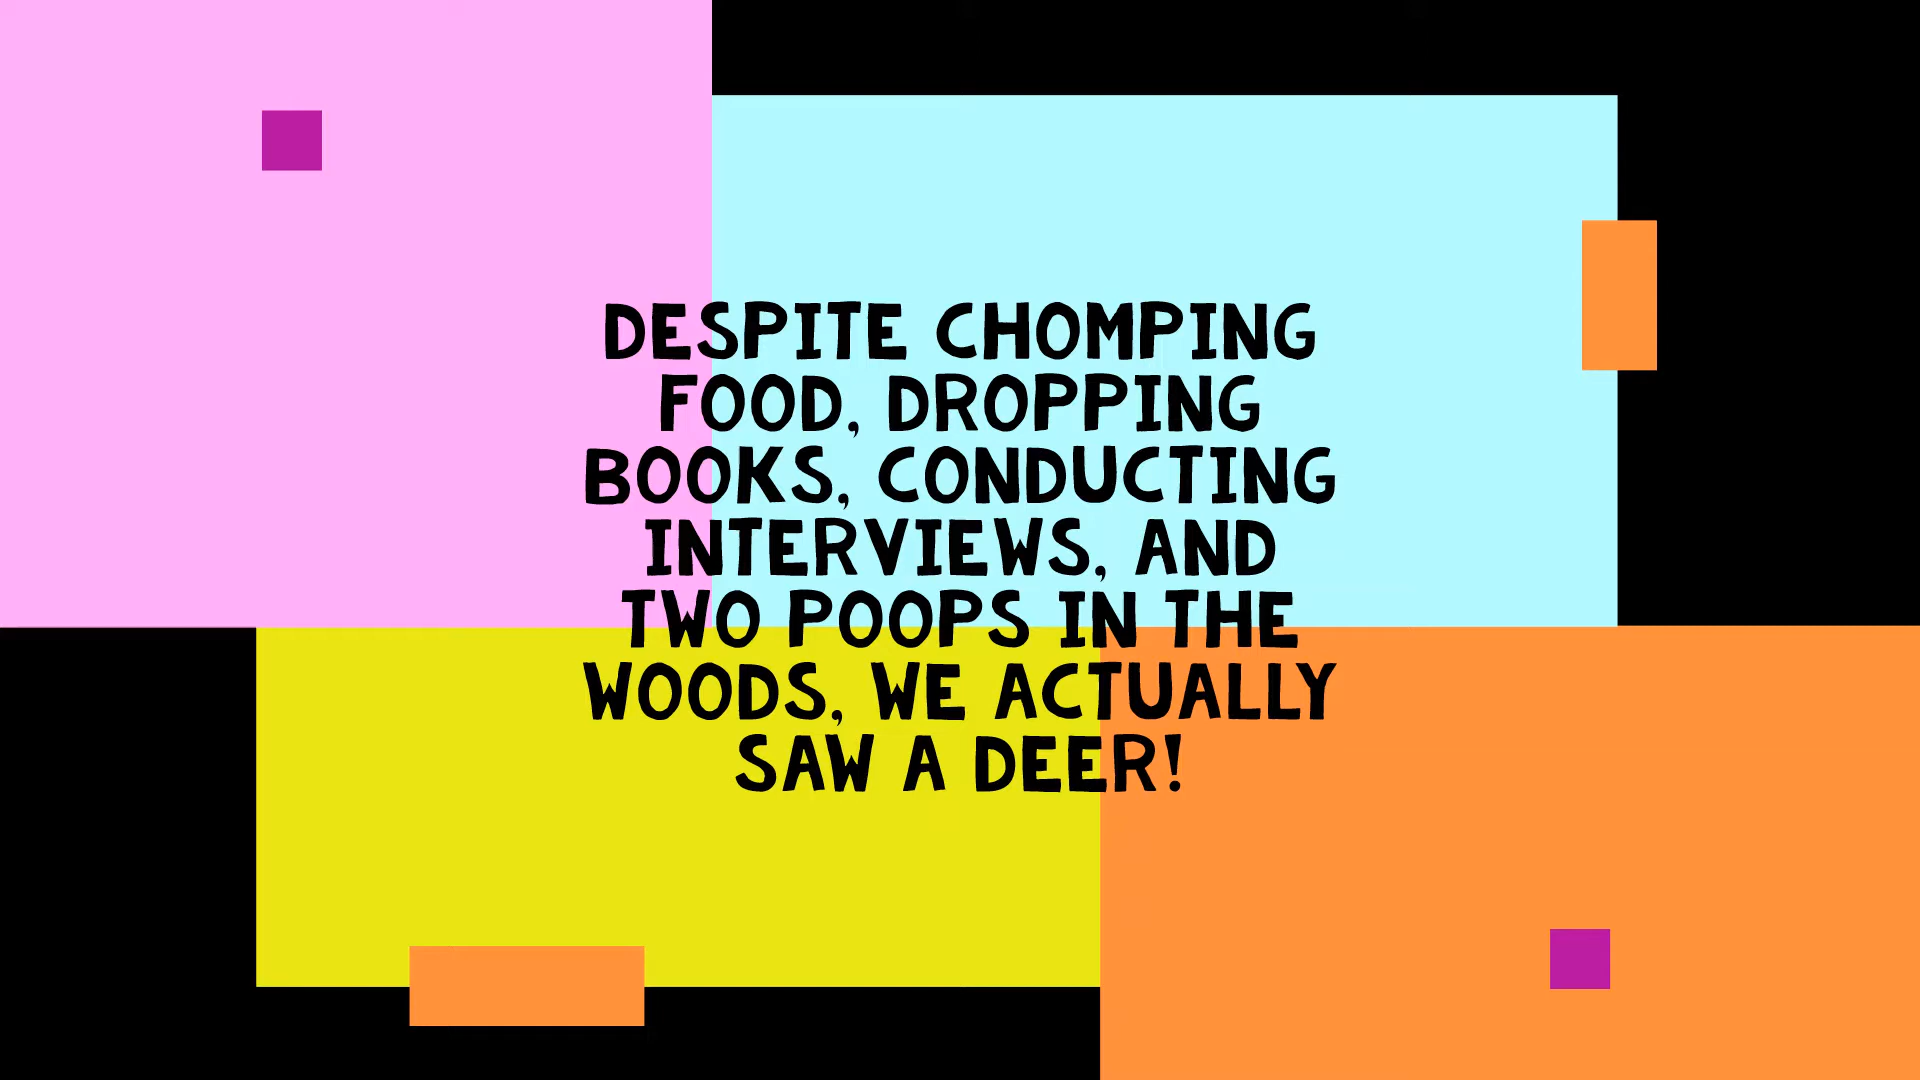 DESPITE CHOMPING
FOOD, DROPPING
BOOKS, CONDUCTING
INTERVIEWS, AND
TWO POOPS IN THE
WOODS, WE ACTUALLY
SAW A DEER!